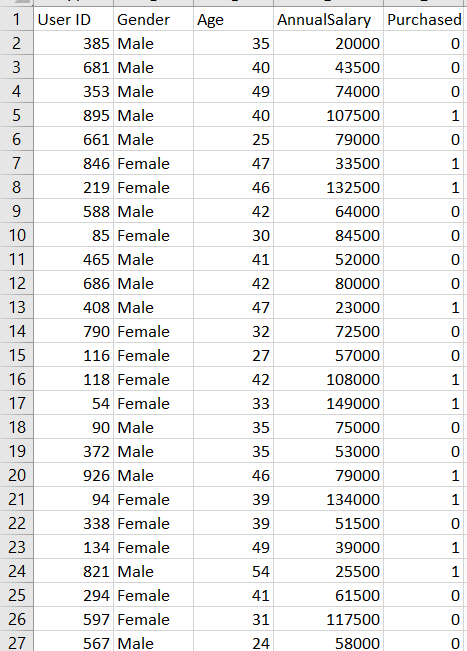 1 User ID Gender Age AnnualSalary Purchased
2 385 Male 35 20000 0
3 681 Male 40 43500 0
4 353 Male 49 74000 0
5 895 Male 40 107500 1
6 661 Male 25 79000 0
7 846 Female 47 33500 1
8 219 Female 46 132500 1
9 588 Male 42 64000 0
10 85 Female 30 84500 0
11 465 Male 41 52000 0
12 686 Male 42 80000 0
13 408 Male 47 23000 1
14 790 Female 32 72500 0
15 116 Female 27 57000 0
16 118 Female 42 108000 1
17 54 Female 33 149000 1
18 90 Male 35 75000 0
19 372 Male 35 53000 0
20 926 Male 46 79000 1
21 94 Female 39 134000 1
22 338 Female 39 51500 0
23 134 Female 49 39000 1
24 821 Male 54 25500 1
25 294 Female 41 61500 0
26 597 Female 31 117500 0
27 567 Male 24 58000 0